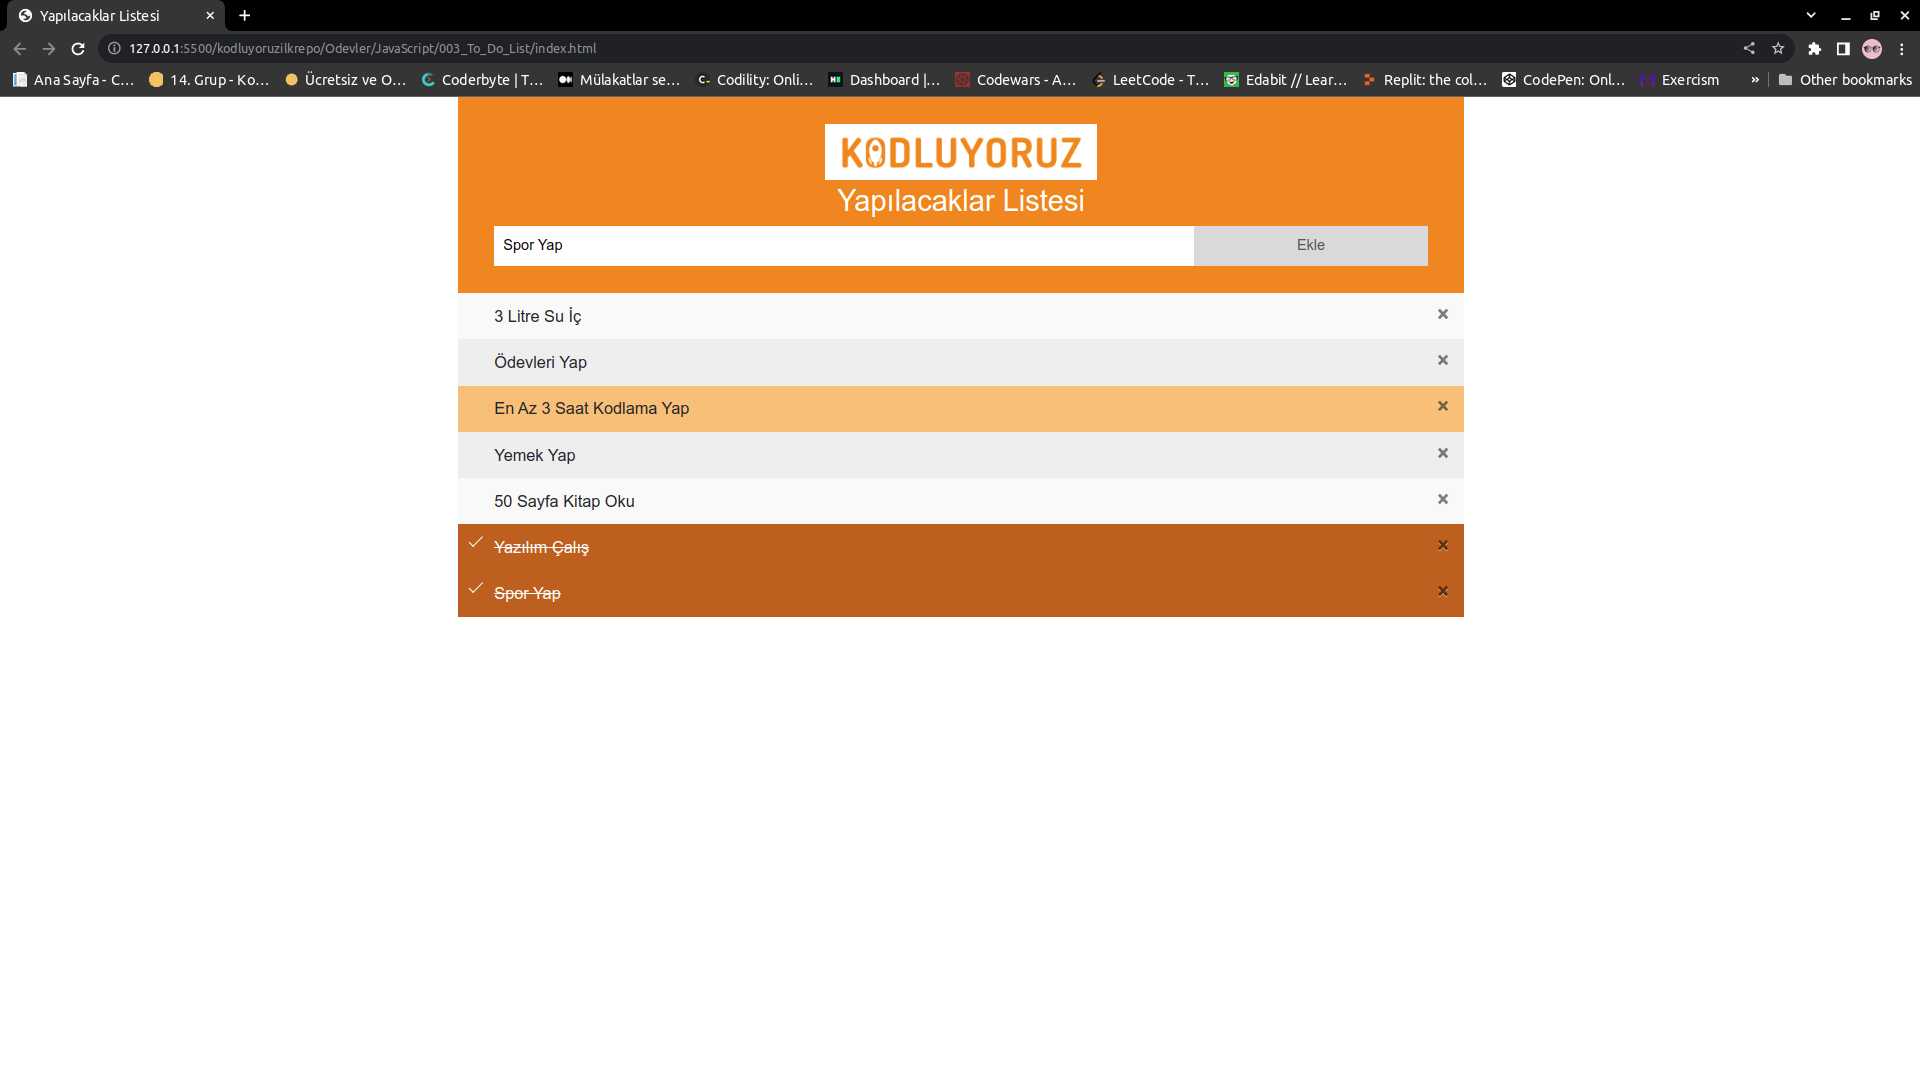 Yapılacaklar Listesi
127.0.0.1:5500/kodluyoruzilkrepo/Odevler/JavaScript/003_To_Do_List/index.html
Ana Sayfa - C... 14. Grup - Ko... Ücretsiz ve O... Coderbyte | T... Mülakatlar se... Codility: Onli... Dashboard |... Codewars - A... LeetCode - T... Edabit // Lear... Replit: the col... CodePen: Onl... Exercism » Other bookmarks
KODLUYORUZ
Yapılacaklar Listesi
Spor Yap Ekle
3 Litre Su İç ×
Ödevleri Yap ×
En Az 3 Saat Kodlama Yap ×
Yemek Yap ×
50 Sayfa Kitap Oku ×
Yazılım Çalış ×
Spor Yap ×